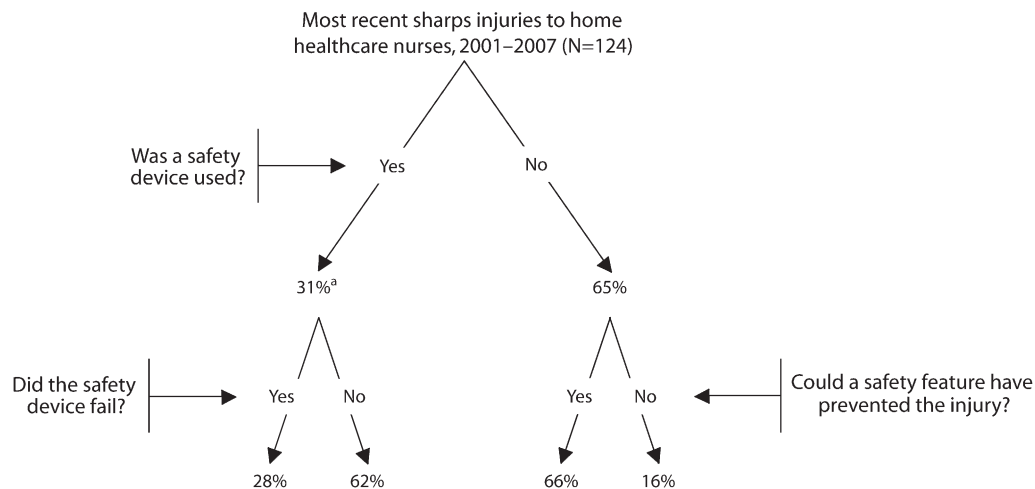 Most recent sharps injuries to home
healthcare nurses, 2001–2007 (N=124)
Was a safety
device used?
Yes
No
31%ᵃ
65%
Did the safety
device fail?
Yes
No
Yes
No
Could a safety feature have
prevented the injury?
28%
62%
66%
16%